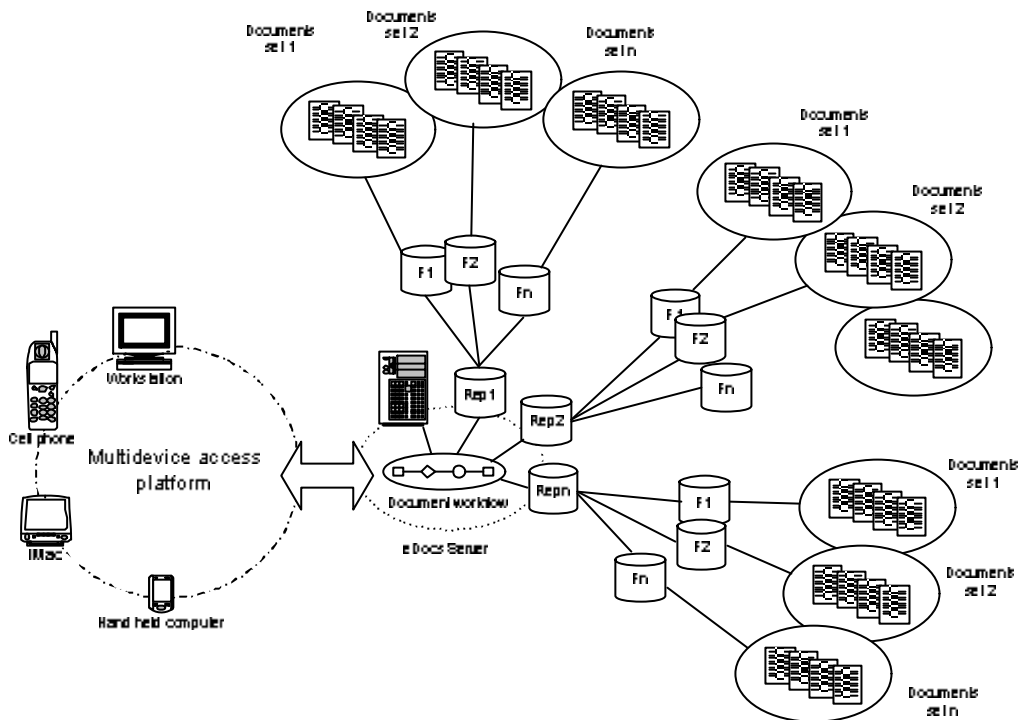 Documents
set 1
Documents
set 2
Documents
set n
Documents
set 1
Documents
set 2
F1
F2
Fn
F1
F2
Fn
Workstation
Cell phone
Multidevice access
platform
iMac
Hand held computer
Rep1
Rep2
Repn
Document workflow
eDocs Server
F1
F2
Fn
Documents
set 1
Documents
set 2
Documents
set n